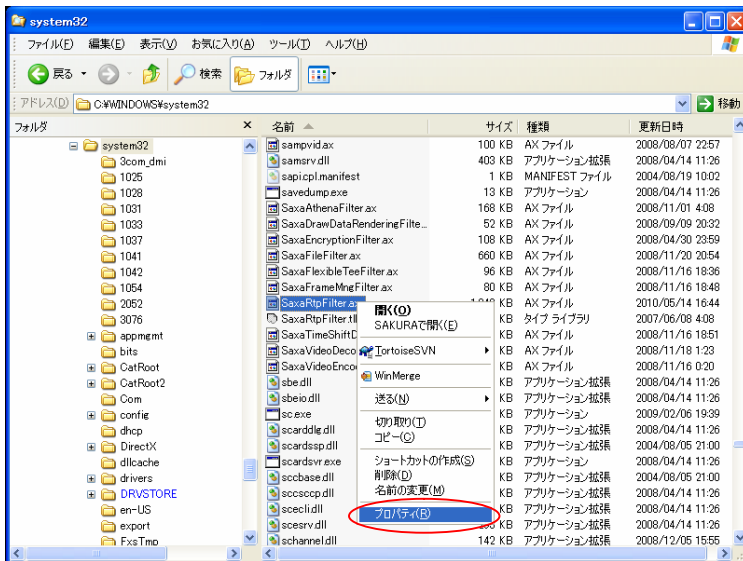 system32
ファイル(F) 編集(E) 表示(V) お気に入り(A) ツール(T) ヘルプ(H)
戻る 検索 フォルダ
アドレス(D) C:¥WINDOWS¥system32 移動
フォルダ ×
system32
3com_dmi
1025
1028
1031
1033
1037
1041
1042
1054
2052
3076
appmgmt
bits
CatRoot
CatRoot2
Com
config
dhcp
DirectX
dllcache
drivers
DRVSTORE
en-US
export
FxsTmp
名前 サイズ 種類 更新日時
sampvid.ax 100 KB AX ファイル 2008/08/07 22:57
samsrv.dll 403 KB アプリケーション拡張 2008/04/14 11:26
sapi.cpl.manifest 1 KB MANIFEST ファイル 2004/08/19 10:02
savedump.exe 13 KB アプリケーション 2008/04/14 11:26
SaxaAthenaFilter.ax 168 KB AX ファイル 2008/11/01 4:08
SaxaDrawDataRenderingFilte... 52 KB AX ファイル 2008/09/09 20:32
SaxaEncryptionFilter.ax 108 KB AX ファイル 2008/04/30 23:59
SaxaFileFilter.ax 660 KB AX ファイル 2008/11/20 20:54
SaxaFlexibleTeeFilter.ax 96 KB AX ファイル 2008/11/16 18:36
SaxaFrameMngFilter.ax 80 KB AX ファイル 2008/11/16 18:48
SaxaRtpFilter.ax KB AX ファイル 2010/05/14 16:44
SaxaRtpFilter.tl KB タイプ ライブラリ 2007/06/08 4:08
SaxaTimeShiftD KB AX ファイル 2008/11/16 18:51
SaxaVideoDeco KB AX ファイル 2008/11/18 1:23
SaxaVideoEnco KB AX ファイル 2008/11/16 0:20
sbe.dll KB アプリケーション拡張 2008/04/14 11:26
sbeio.dll KB アプリケーション拡張 2008/04/14 11:26
sc.exe KB アプリケーション 2009/02/06 19:39
scarddlg.dll KB アプリケーション拡張 2008/04/14 11:26
scardssp.dll KB アプリケーション拡張 2004/08/05 21:00
scardsvr.exe KB アプリケーション 2008/04/14 11:26
sccbase.dll KB アプリケーション拡張 2004/08/05 21:00
sccsccp.dll KB アプリケーション拡張 2008/04/14 11:26
scecli.dll KB アプリケーション拡張 2008/04/14 11:26
scesrv.dll KB アプリケーション拡張 2008/04/14 11:26
schannel.dll 142 KB アプリケーション拡張 2008/12/05 15:55
開く(O)
SAKURAで開く(E)
TortoiseSVN
WinMerge
送る(N)
切り取り(T)
コピー(C)
ショートカットの作成(S)
削除(D)
名前の変更(M)
プロパティ(R)